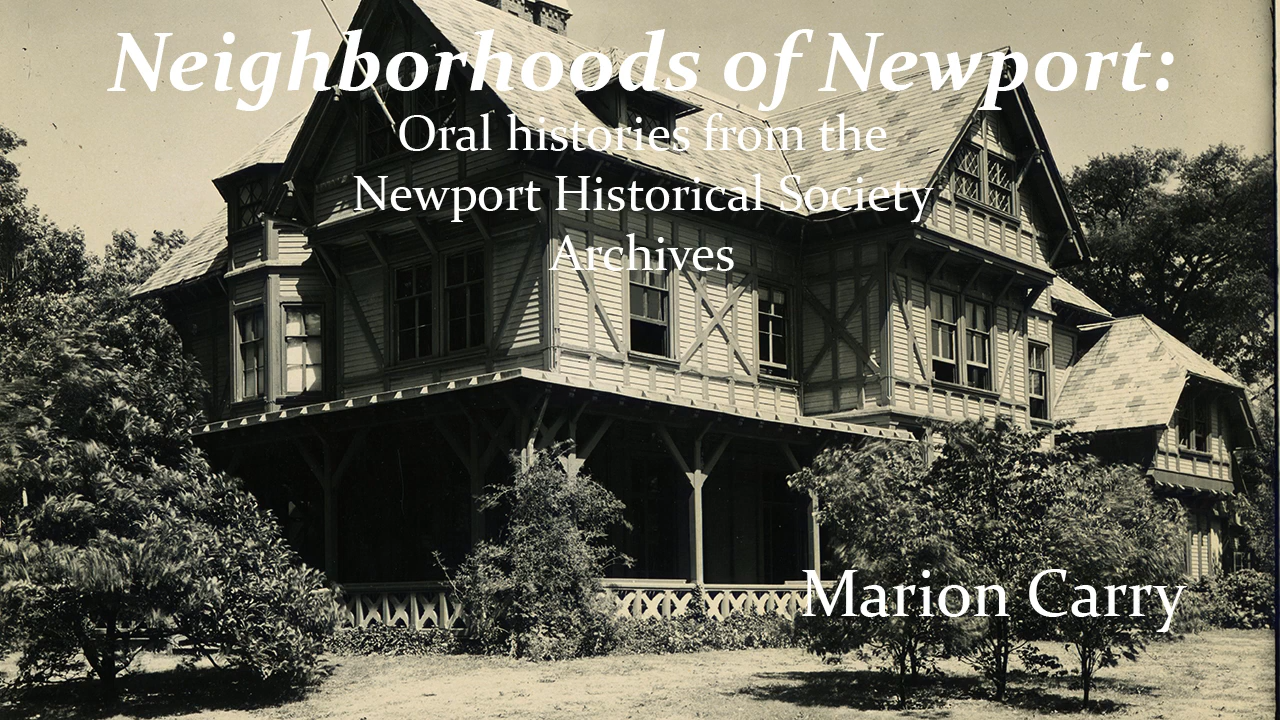 Neighborhoods of Newport:
Oral histories from the
Newport Historical Society
Archives
Marion Carry